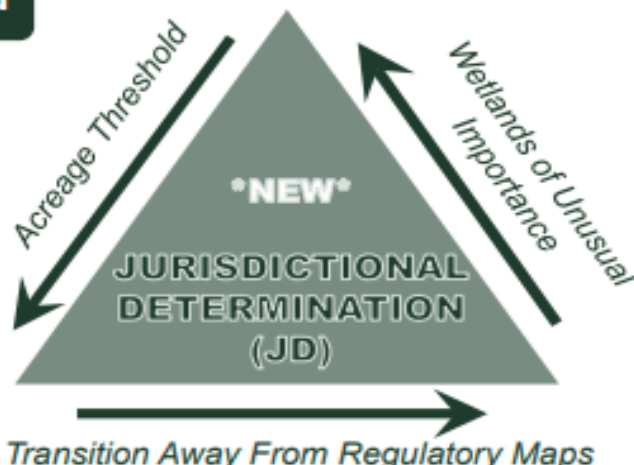 Acreage Threshold
Wetlands of Unusual
Importance
*NEW*
JURISDICTIONAL
DETERMINATION
(JD)
Transition Away From Regulatory Maps